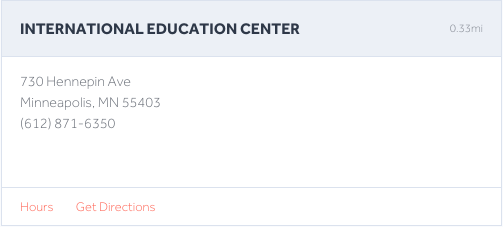 INTERNATIONAL EDUCATION CENTER 0.33mi
730 Hennepin Ave
Minneapolis, MN 55403
(612) 871-6350
Hours Get Directions